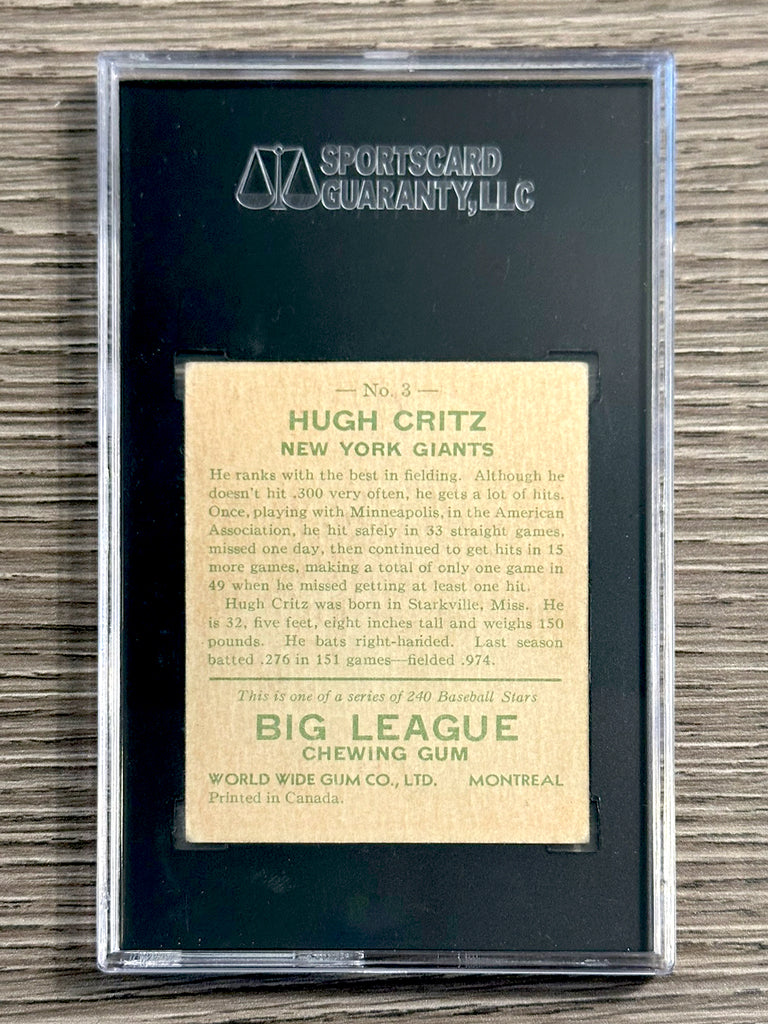 SPORTSCARD
GUARANTY, LLC
— No. 3 —
HUGH CRITZ
NEW YORK GIANTS
He ranks with the best in fielding. Although he
doesn't hit .300 very often, he gets a lot of hits.
Once, playing with Minneapolis, in the American
Association, he hit safely in 33 straight games,
missed one day, then continued to get hits in 15
more games, making a total of only one game in
49 when he missed getting at least one hit.
Hugh Critz was born in Starkville, Miss. He
is 32, five feet, eight inches tall and weighs 150
pounds. He bats right-handed. Last season
batted .276 in 151 games—fielded .974.
This is one of a series of 240 Baseball Stars
BIG LEAGUE
CHEWING GUM
WORLD WIDE GUM CO., LTD. MONTREAL
Printed in Canada.